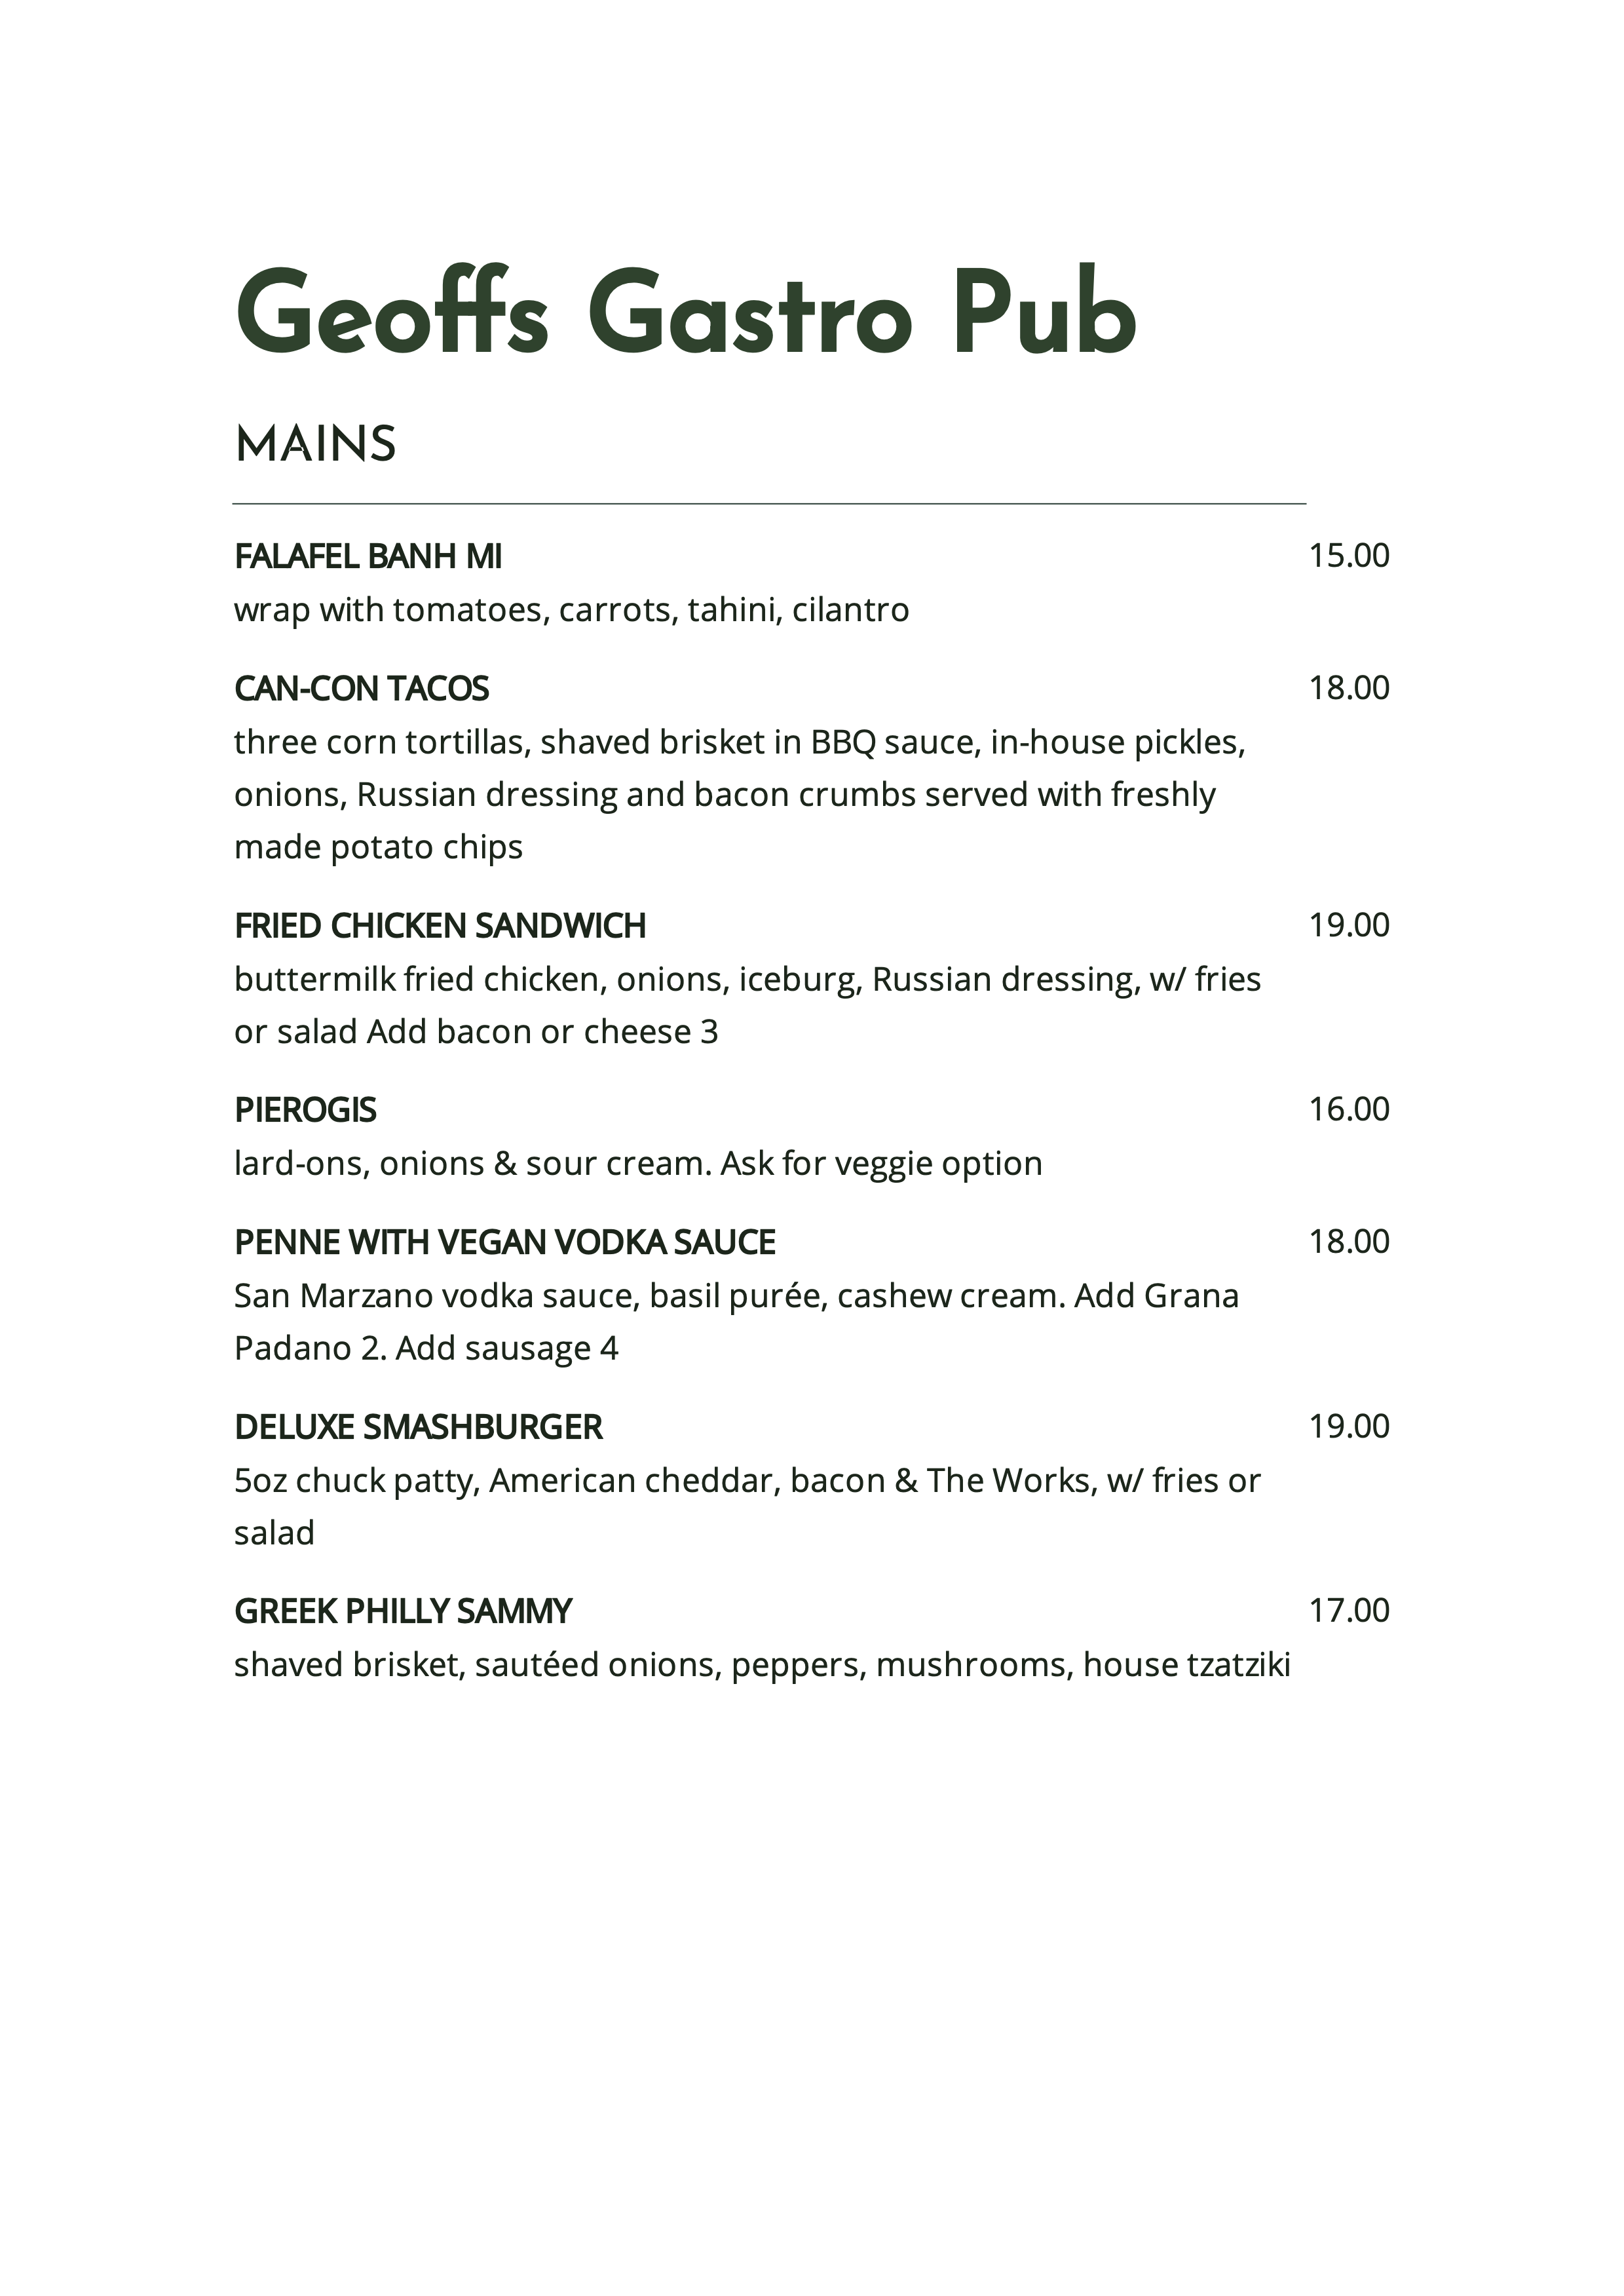 Geoffs Gastro Pub
MAINS
FALAFEL BANH MI 15.00
wrap with tomatoes, carrots, tahini, cilantro
CAN-CON TACOS 18.00
three corn tortillas, shaved brisket in BBQ sauce, in-house pickles,
onions, Russian dressing and bacon crumbs served with freshly
made potato chips
FRIED CHICKEN SANDWICH 19.00
buttermilk fried chicken, onions, iceburg, Russian dressing, w/ fries
or salad Add bacon or cheese 3
PIEROGIS 16.00
lard-ons, onions & sour cream. Ask for veggie option
PENNE WITH VEGAN VODKA SAUCE 18.00
San Marzano vodka sauce, basil purée, cashew cream. Add Grana
Padano 2. Add sausage 4
DELUXE SMASHBURGER 19.00
5oz chuck patty, American cheddar, bacon & The Works, w/ fries or
salad
GREEK PHILLY SAMMY 17.00
shaved brisket, sautéed onions, peppers, mushrooms, house tzatziki